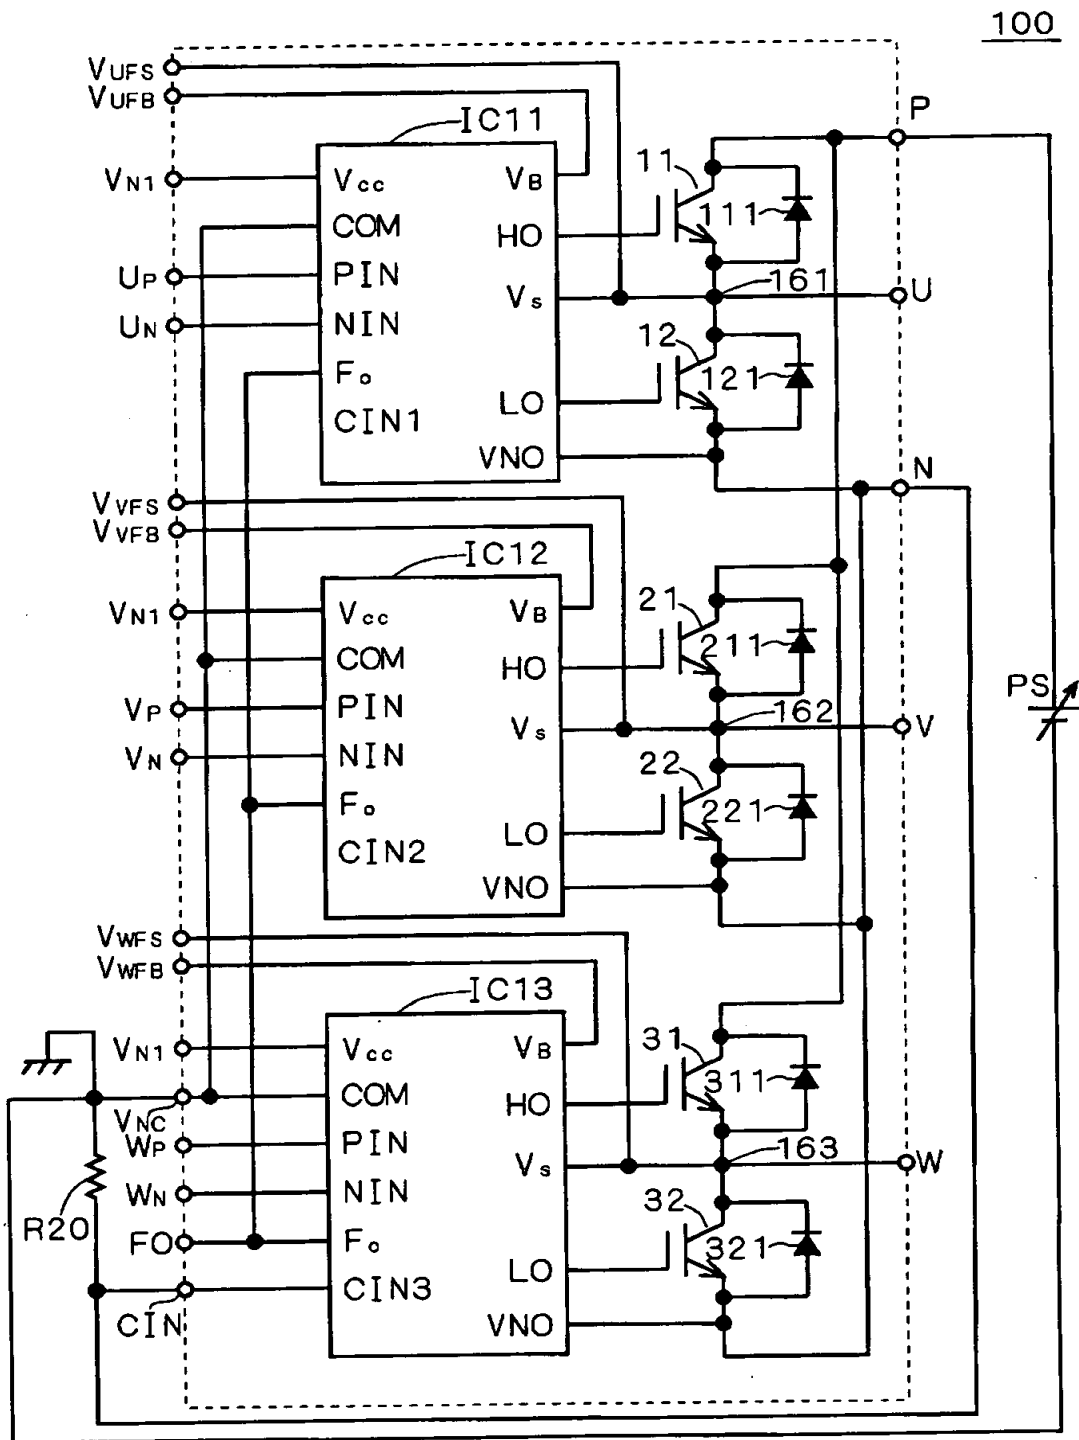 100
VUFS
VUFB
IC11
P
VN1
Vcc
VB
11
111
COM
HO
UP
PIN
Vs
161
U
UN
NIN
12
121
Fo
LO
CIN1
VNO
N
VVFS
VVFB
IC12
VN1
Vcc
VB
21
211
COM
HO
VP
PIN
Vs
162
V
PS
VN
NIN
22
221
Fo
LO
CIN2
VNO
VWFS
VWFB
IC13
VN1
Vcc
VB
31
311
VNC
COM
HO
WP
PIN
Vs
163
W
WN
NIN
32
321
R20
FO
Fo
LO
CIN
CIN3
VNO